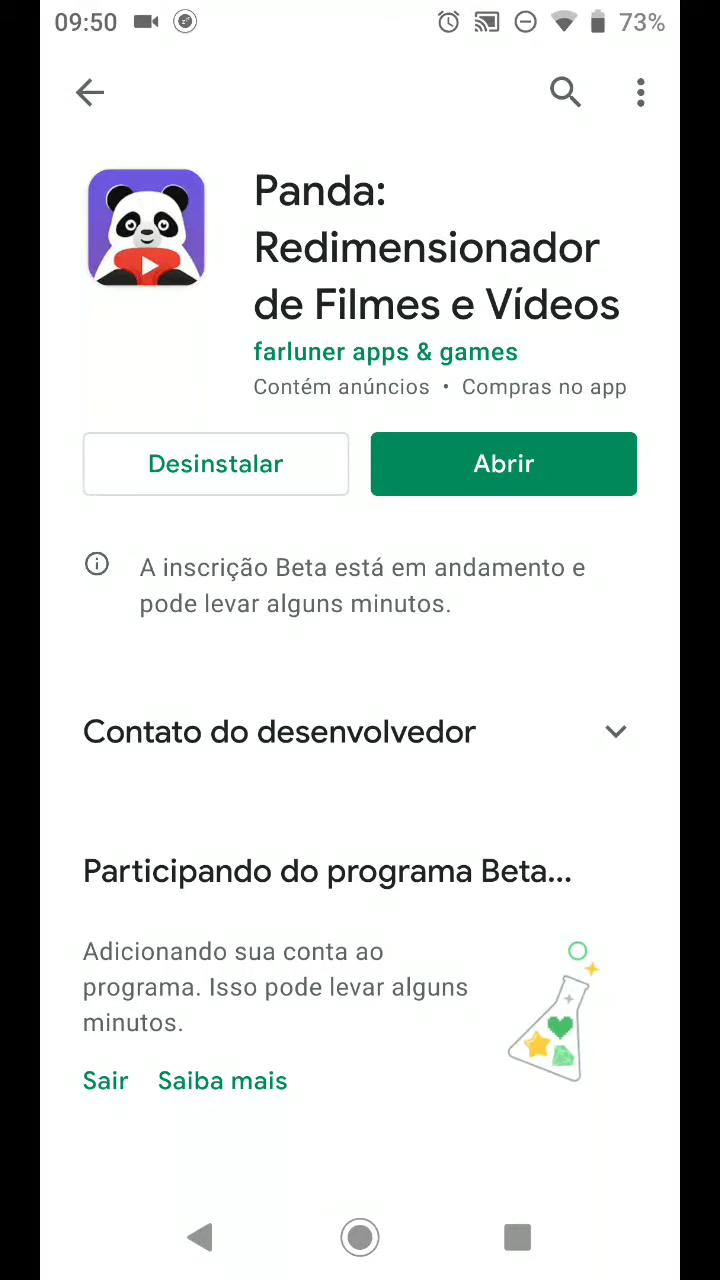 09:50
73%
Panda:
Redimensionador
de Filmes e Vídeos
farluner apps & games
Contém anúncios • Compras no app
Desinstalar
Abrir
A inscrição Beta está em andamento e
pode levar alguns minutos.
Contato do desenvolvedor
Participando do programa Beta...
Adicionando sua conta ao
programa. Isso pode levar alguns
minutos.
Sair Saiba mais